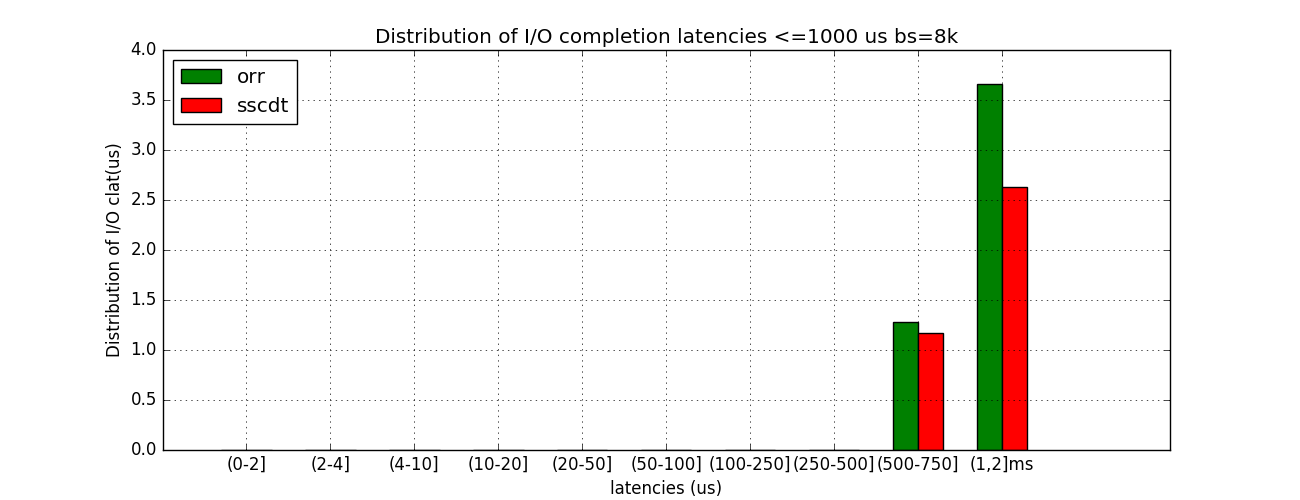 Distribution of I/O completion latencies <=1000 us bs=8k
orr
sscdt
Distribution of I/O clat(us)
4.0
3.5
3.0
2.5
2.0
1.5
1.0
0.5
0.0
(0-2] (2-4] (4-10] (10-20] (20-50] (50-100] (100-250] (250-500] (500-750] (1,2]ms
latencies (us)